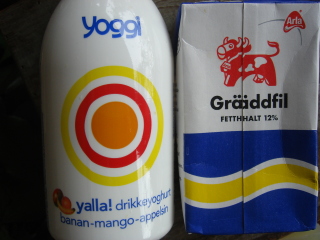 yoggi
yalla! drikkeyoghurt
banan-mango-appelsin
Arla
Gräddfil
FETTHALT 12%